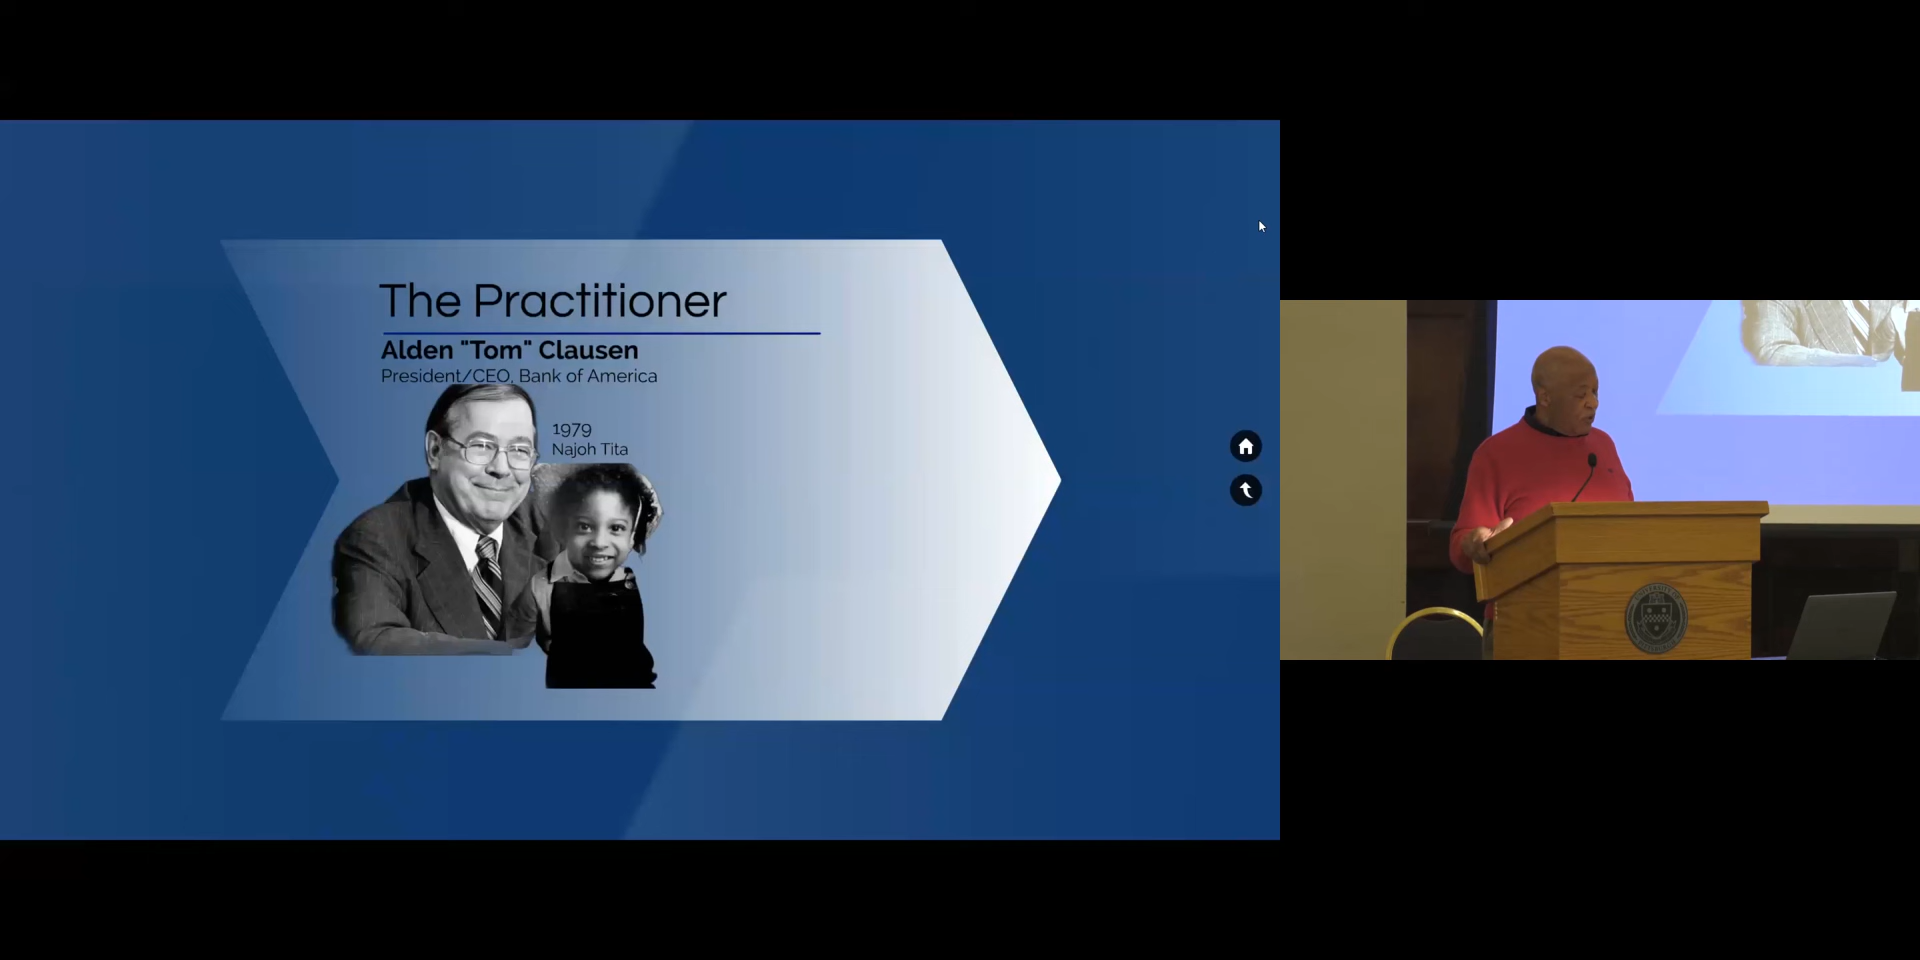 The Practitioner
Alden "Tom" Clausen
President/CEO, Bank of America
1979
Najoh Tita